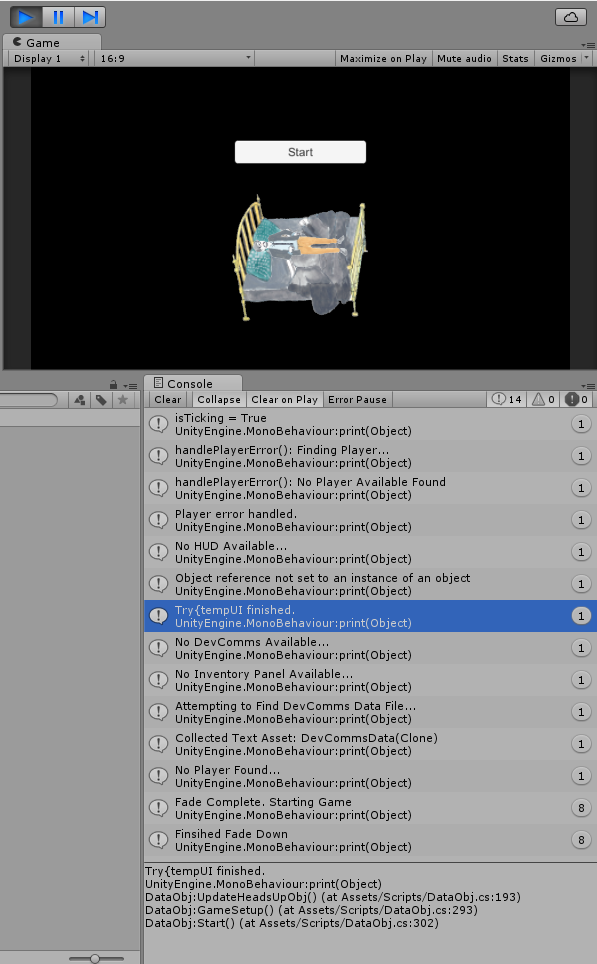 Game
Display 1
16:9
Maximize on Play
Mute audio
Stats
Gizmos
Start
Console
Clear
Collapse
Clear on Play
Error Pause
14
0
0
isTicking = True
UnityEngine.MonoBehaviour:print(Object)
1
handlePlayerError(): Finding Player...
UnityEngine.MonoBehaviour:print(Object)
1
handlePlayerError(): No Player Available Found
UnityEngine.MonoBehaviour:print(Object)
1
Player error handled.
UnityEngine.MonoBehaviour:print(Object)
1
No HUD Available...
UnityEngine.MonoBehaviour:print(Object)
1
Object reference not set to an instance of an object
UnityEngine.MonoBehaviour:print(Object)
1
Try{tempUI finished.
UnityEngine.MonoBehaviour:print(Object)
1
No DevComms Available...
UnityEngine.MonoBehaviour:print(Object)
1
No Inventory Panel Available...
UnityEngine.MonoBehaviour:print(Object)
1
Attempting to Find DevComms Data File...
UnityEngine.MonoBehaviour:print(Object)
1
Collected Text Asset: DevCommsData(Clone)
UnityEngine.MonoBehaviour:print(Object)
1
No Player Found...
UnityEngine.MonoBehaviour:print(Object)
1
Fade Complete. Starting Game
UnityEngine.MonoBehaviour:print(Object)
8
Finsihed Fade Down
UnityEngine.MonoBehaviour:print(Object)
8
Try{tempUI finished.
UnityEngine.MonoBehaviour:print(Object)
DataObj:UpdateHeadsUpObj() (at Assets/Scripts/DataObj.cs:193)
DataObj:GameSetup() (at Assets/Scripts/DataObj.cs:293)
DataObj:Start() (at Assets/Scripts/DataObj.cs:302)